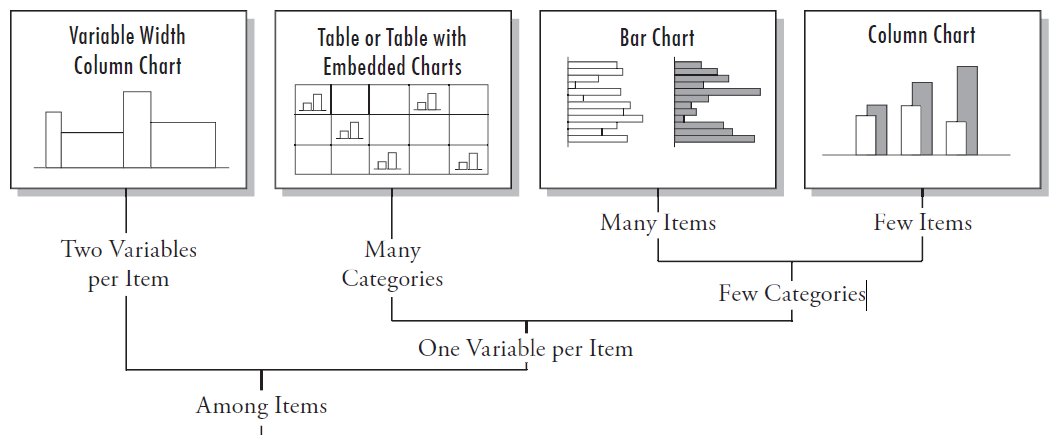 Variable Width
Column Chart
Table or Table with
Embedded Charts
Bar Chart
Column Chart
Two Variables
per Item
Many
Categories
Many Items
Few Items
Few Categories
One Variable per Item
Among Items